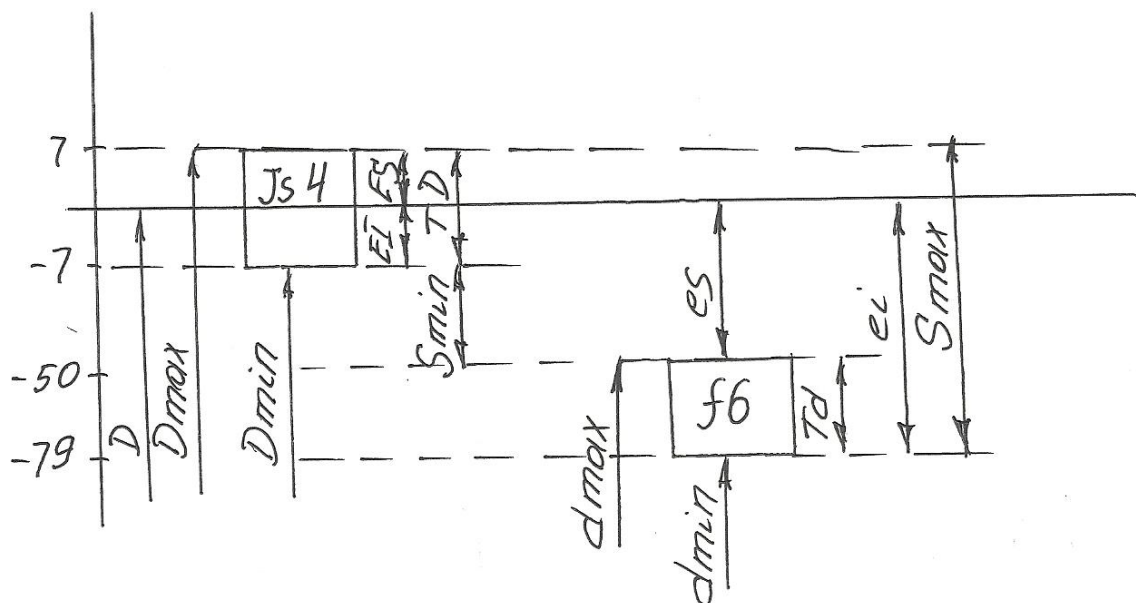 7
-7
-50
-79
D
Dmax
Dmin
Js 4
ES
EI
TD
Smin
dmax
es
f6
dmin
Td
ei
Smax